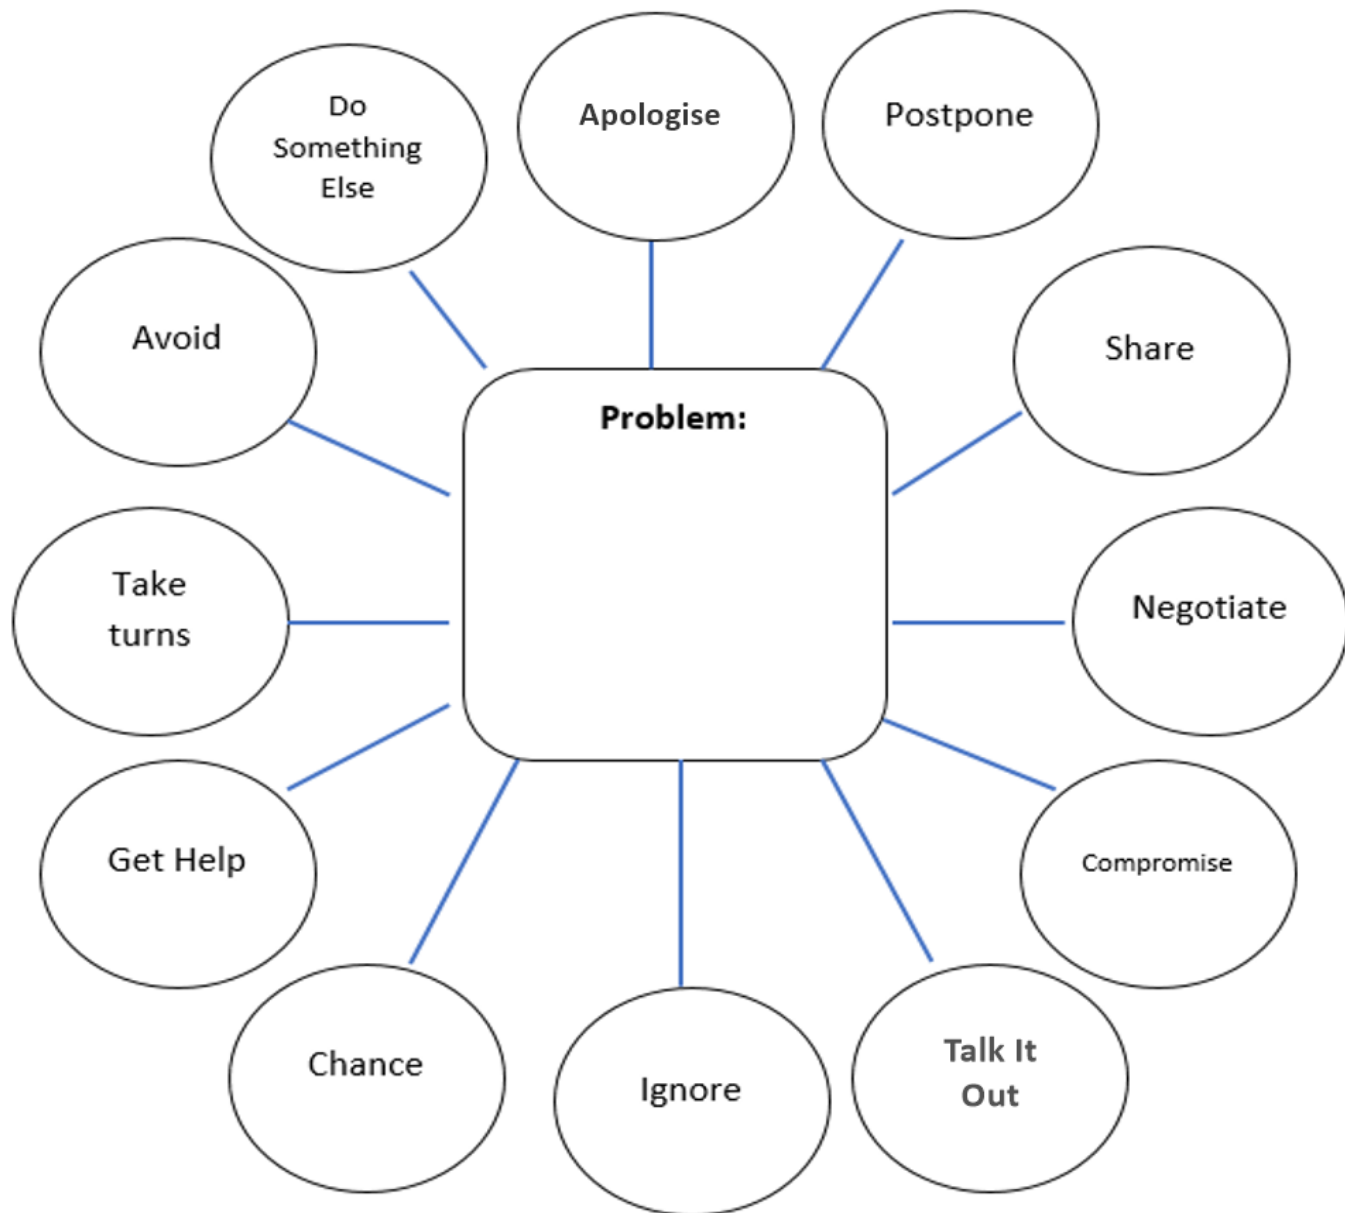 Do
Something
Else
Apologise
Postpone
Avoid
Share
Problem:
Take
turns
Negotiate
Get Help
Compromise
Chance
Ignore
Talk It
Out